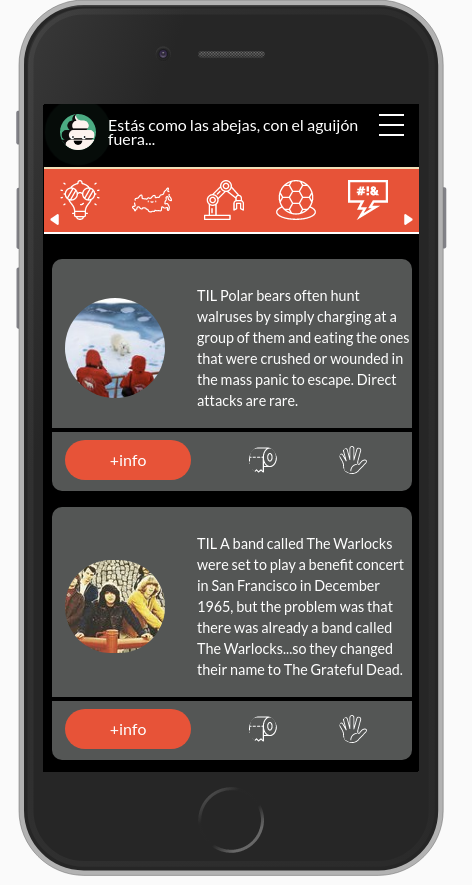 Estás como las abejas, con el aguijón
fuera...
#!&
TIL Polar bears often hunt
walruses by simply charging at a
group of them and eating the ones
that were crushed or wounded in
the mass panic to escape. Direct
attacks are rare.
+info
TIL A band called The Warlocks
were set to play a benefit concert
in San Francisco in December
1965, but the problem was that
there was already a band called
The Warlocks...so they changed
their name to The Grateful Dead.
+info